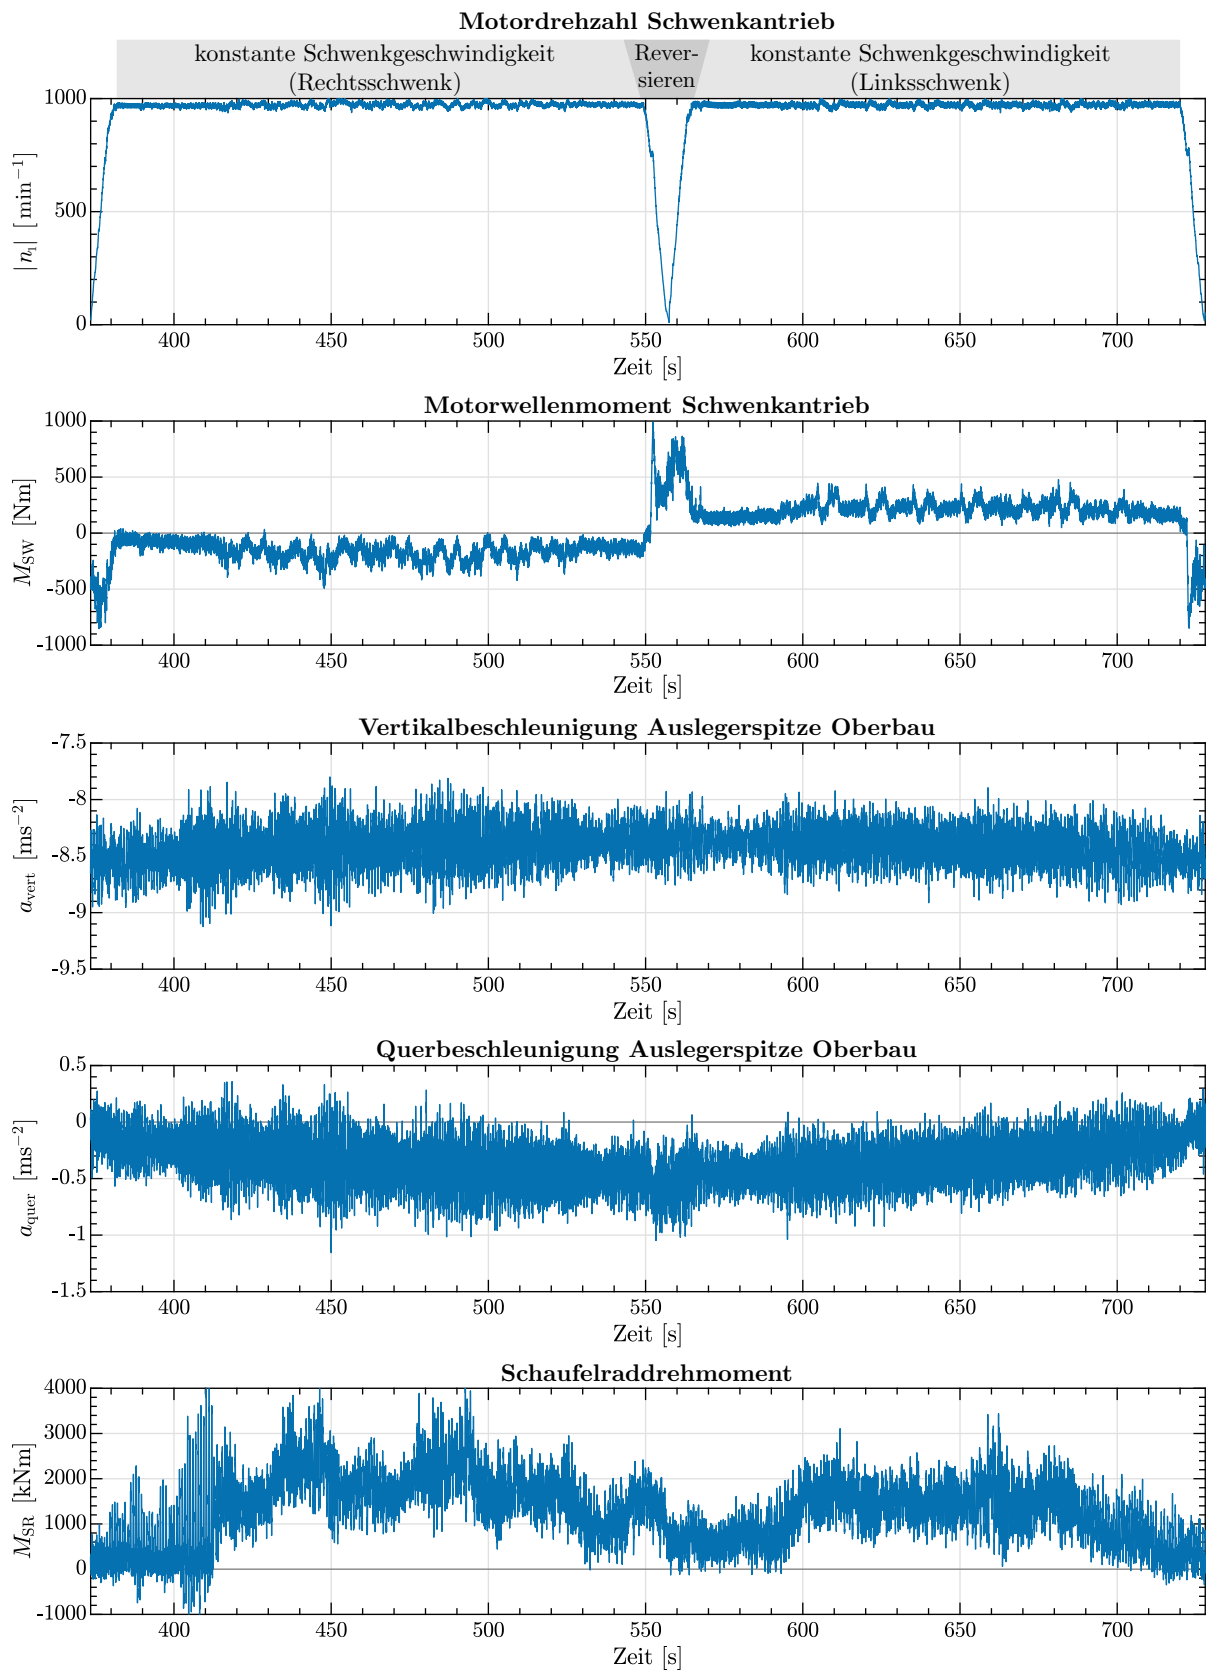 Motordrehzahl Schwenkantrieb
konstante Schwenkgeschwindigkeit
(Rechtsschwenk)
Rever-
sieren
konstante Schwenkgeschwindigkeit
(Linksschwenk)
1000
500
0
|n₁| [min⁻¹]
400 450 500 550 600 650 700
Zeit [s]
Motorwellenmoment Schwenkantrieb
1000
500
0
-500
-1000
M_SW [Nm]
400 450 500 550 600 650 700
Zeit [s]
Vertikalbeschleunigung Auslegerspitze Oberbau
-7.5
-8
-8.5
-9
-9.5
a_vert [ms⁻²]
400 450 500 550 600 650 700
Zeit [s]
Querbeschleunigung Auslegerspitze Oberbau
0.5
0
-0.5
-1
-1.5
a_quer [ms⁻²]
400 450 500 550 600 650 700
Zeit [s]
Schaufelraddrehmoment
4000
3000
2000
1000
0
-1000
M_SR [kNm]
400 450 500 550 600 650 700
Zeit [s]